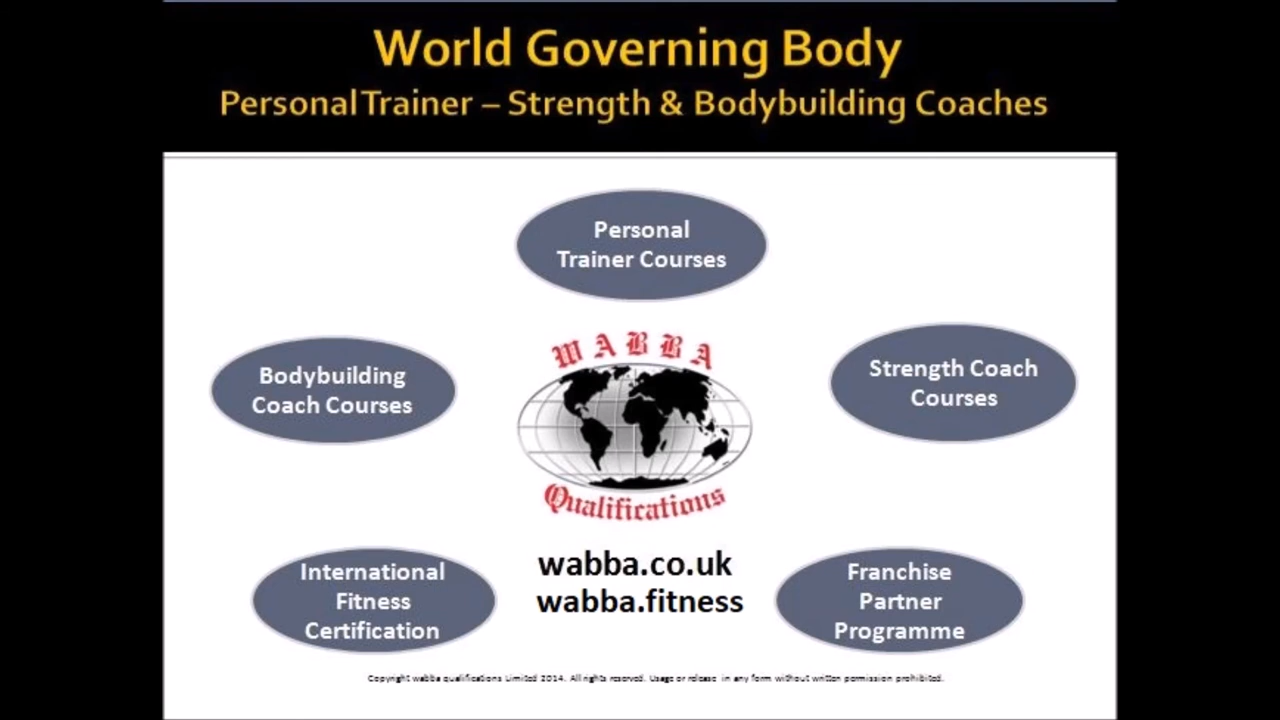 World Governing Body
Personal Trainer – Strength & Bodybuilding Coaches
Personal
Trainer Courses
Bodybuilding
Coach Courses
WABBA
Qualifications
Strength Coach
Courses
International
Fitness
Certification
wabba.co.uk
wabba.fitness
Franchise
Partner
Programme
Copyright wabba qualifications Limited 2014. All rights reserved. Usage or release in any form without written permission prohibited.